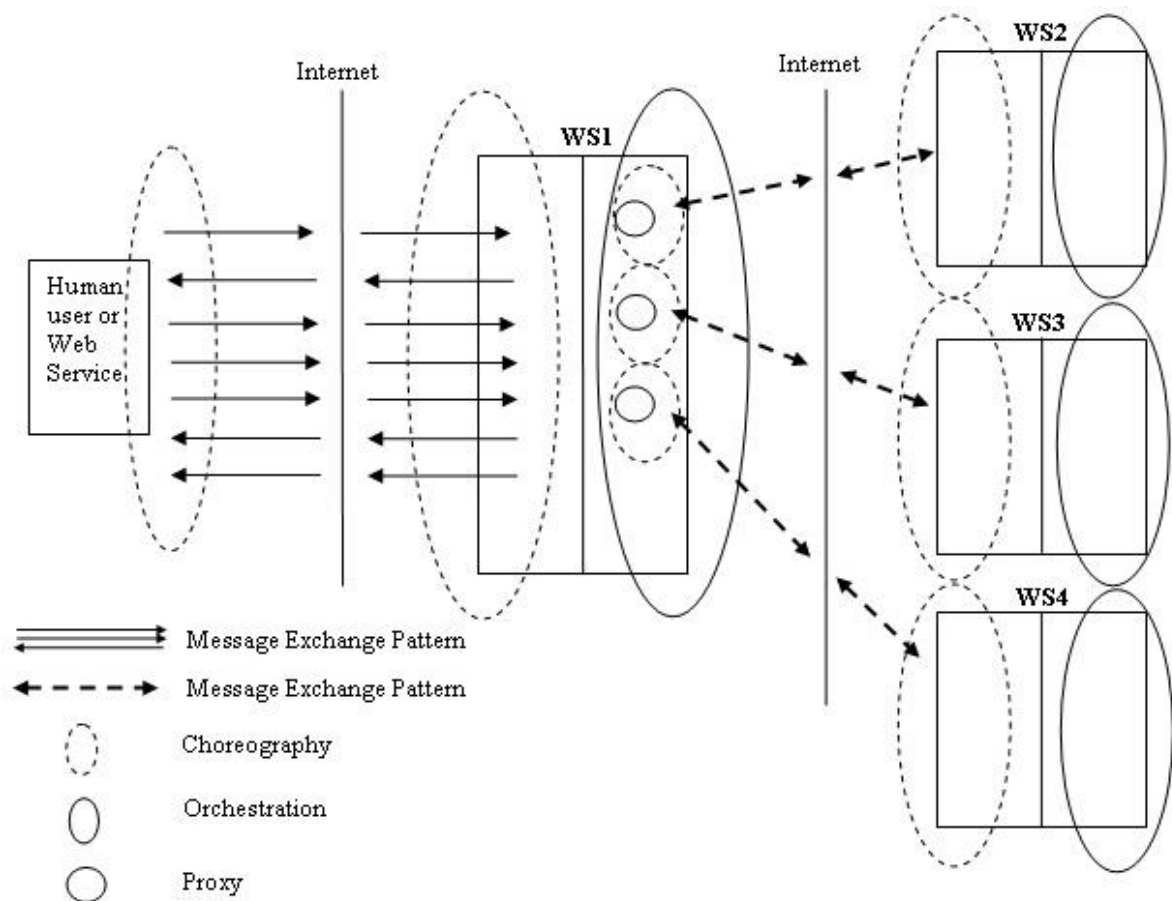 Internet
Internet
WS1
WS2
WS3
WS4
Human
user or
Web
Service
Message Exchange Pattern
Message Exchange Pattern
Choreography
Orchestration
Proxy